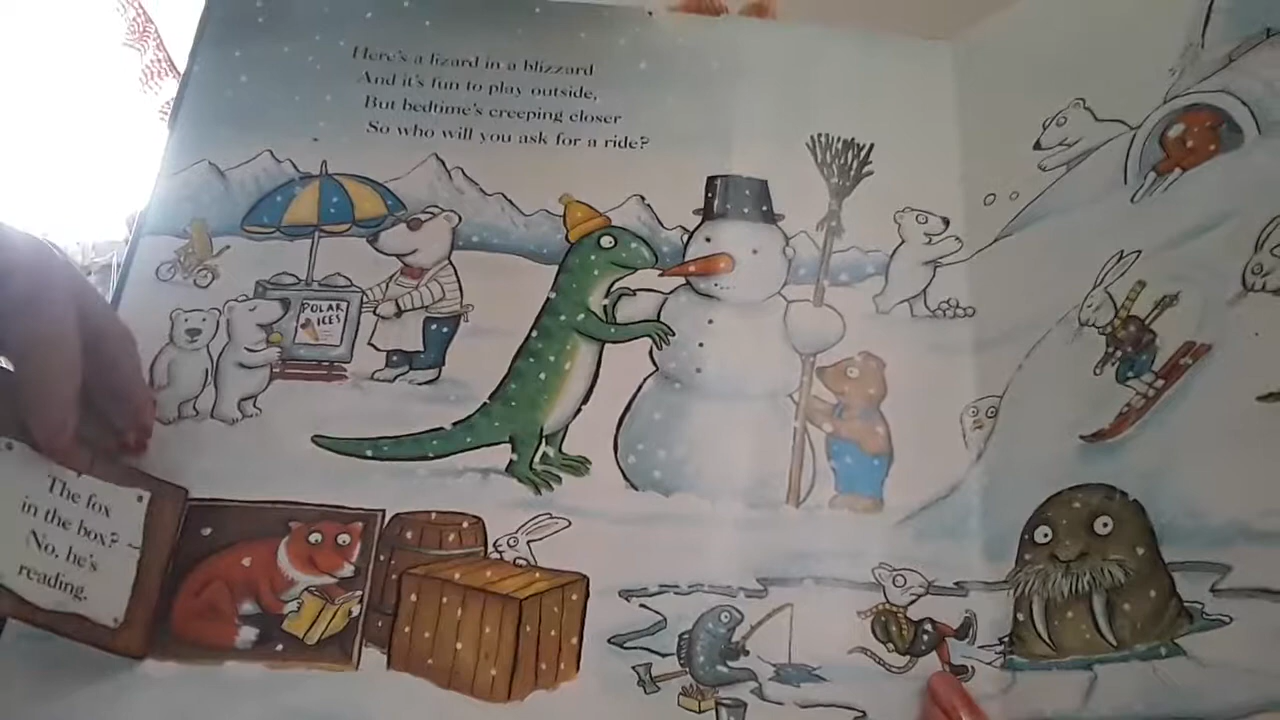 Here's a lizard in a blizzard
And it's fun to play outside,
But bedtime's creeping closer
So who will you ask for a ride?
POLAR
ICES
The fox
in the box?
No, he's
reading.